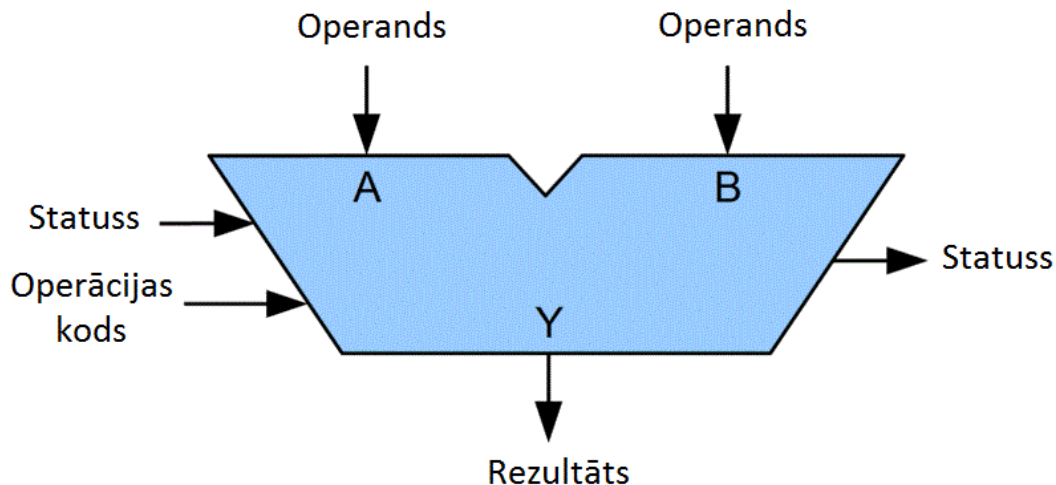 Operands
Operands
A
B
Statuss
Statuss
Operācijas
kods
Y
Rezultāts